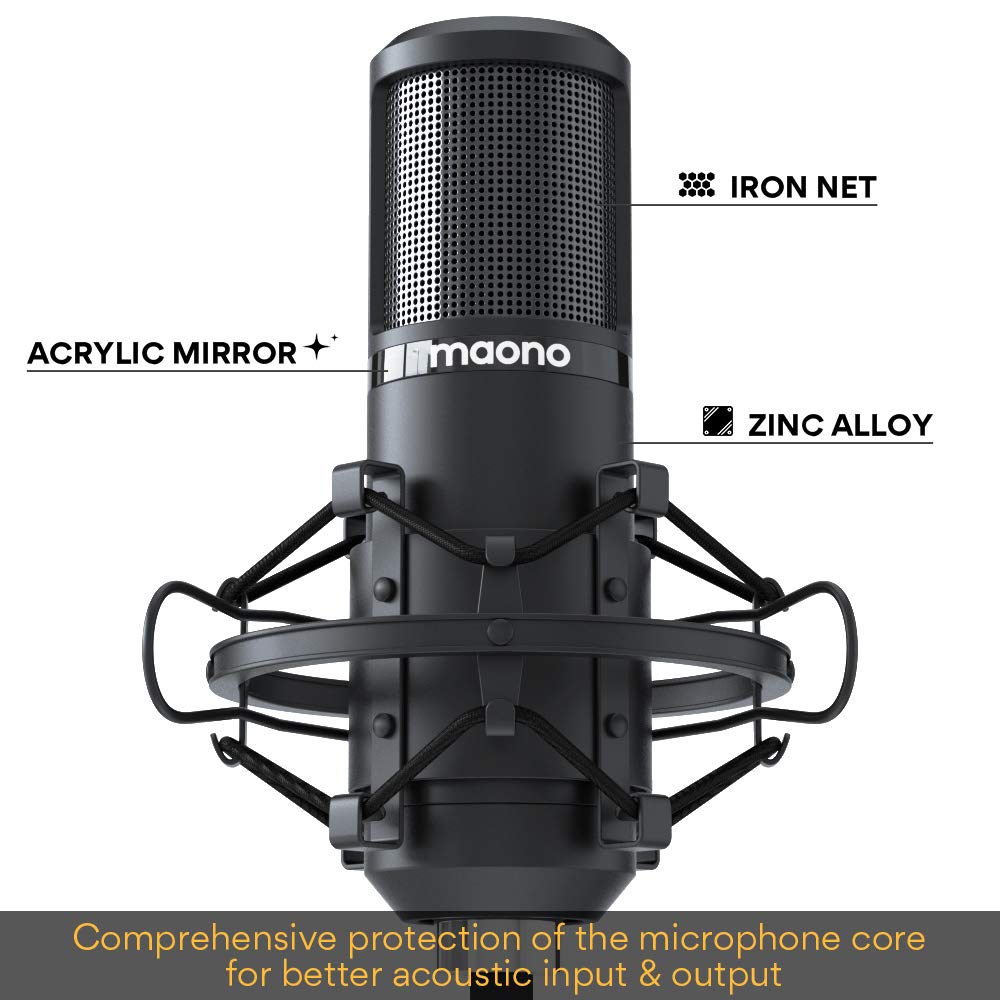 IRON NET
ACRYLIC MIRROR
maono
ZINC ALLOY
Comprehensive protection of the microphone core
for better acoustic input & output